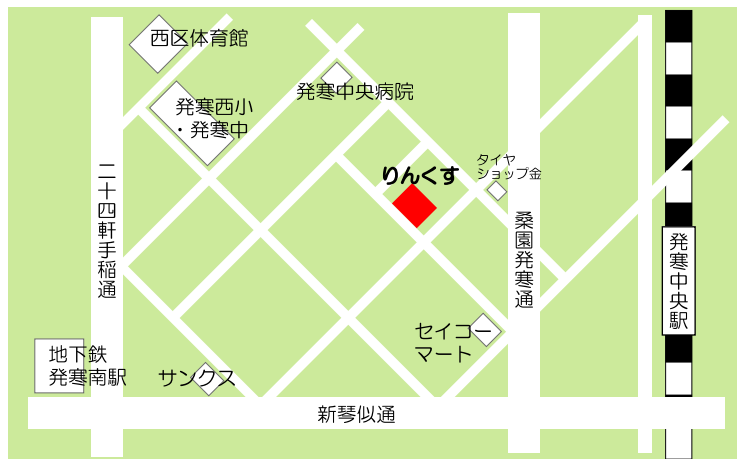 西区体育館
発寒西小
・発寒中
発寒中央病院
りんくす
タイヤ
ショップ金
二十四軒手稲通
桑園発寒通
発寒中央駅
セイコー
マート
地下鉄
発寒南駅
サンクス
新琴似通